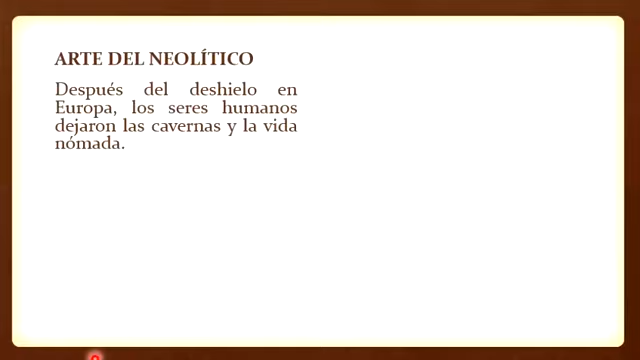 ARTE DEL NEOLÍTICO
Después del deshielo en
Europa, los seres humanos
dejaron las cavernas y la vida
nómada.